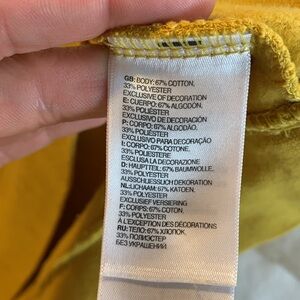 GB: BODY: 67% COTTON,
33% POLYESTER
EXCLUSIVE OF DECORATION
E: CUERPO: 67% ALGODÓN,
33% POLIÉSTER
EXCLUSIVO DE DECORACIÓN
P: CORPO: 67% ALGODÃO,
33% POLIÉSTER
EXCLUSIVO PARA DECORAÇÃO
I: CORPO: 67% COTONE,
33% POLIESTERE
ESCLUSA LA DECORAZIONE
D: HAUPTTEIL: 67% BAUMWOLLE,
33% POLYESTER
AUSSCHLIESSLICH DEKORATION
NL: LICHAAM: 67% KATOEN,
33% POLYESTER
EXCLUSIEF VERSIERING
F: CORPS: 67% COTON,
33% POLYESTER
À L'EXCEPTION DES DÉCORATIONS
RU: ТЕЛО: 67% ХЛОПОК,
33% ПОЛИЭСТЕР
БЕЗ УКРАШЕНИЙ